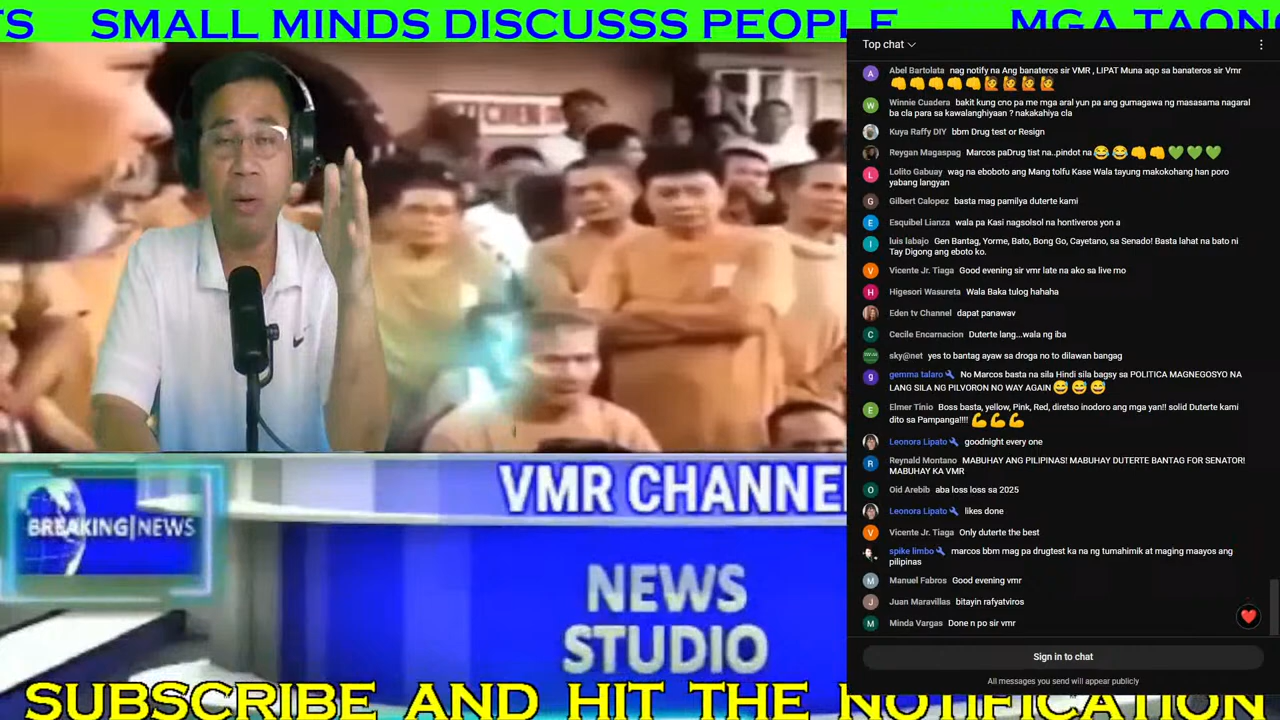 TS SMALL MINDS DISCUSSS PEOPLE MGA TAONG
KITCHEN IN
BREAKING|NEWS
VMR CHANNE
NEWS
STUDIO
SUBSCRIBE AND HIT THE NOTIFICATION
Top chat
Abel Bartolata nag notify na Ang banateros sir VMR , LIPAT Muna aqo sa banateros sir Vmr
👊👊👊👊👊🙋🙋🙋🙋
Winnie Cuadera bakit kung cno pa me mga aral yun pa ang gumagawa ng masasama nagaral
ba cla para sa kawalanghiyaan ? nakakahiya cla
Kuya Raffy DIY bbm Drug test or Resign
Reygan Magaspag Marcos paDrug tist na..pindot na😂😂👊👊💚💚💚
Lolito Gabuay wag na eboboto ang Mang tolfu Kase Wala tayung makokohang han poro
yabang langyan
Gilbert Calopez basta mag pamilya duterte kami
Esquibel Lianza wala pa Kasi nagsolsol na hontiveros yon a
luis labajo Gen Bantag, Yorme, Bato, Bong Go, Cayetano, sa Senado! Basta lahat na bato ni
Tay Digong ang eboto ko.
Vicente Jr. Tiaga Good evening sir vmr late na ako sa live mo
Higesori Wasureta Wala Baka tulog hahaha
Eden tv Channel dapat panawav
Cecile Encarnacion Duterte lang...wala ng iba
sky@net yes to bantag ayaw sa droga no to dilawan bangag
gemma talaro No Marcos basta na sila Hindi sila bagsy sa POLITICA MAGNEGOSYO NA
LANG SILA NG PILVORON NO WAY AGAIN😅😅😅
Elmer Tinio Boss basta, yellow, Pink, Red, diretso inodoro ang mga yan!! solid Duterte kami
dito sa Pampanga!!!! 💪💪💪
Leonora Lipato goodnight every one
Reynald Montano MABUHAY ANG PILIPINAS! MABUHAY DUTERTE BANTAG FOR SENATOR!
MABUHAY KA VMR
Oid Arebib aba loss loss sa 2025
Leonora Lipato likes done
Vicente Jr. Tiaga Only duterte the best
spike limbo marcos bbm mag pa drugtest ka na ng tumahimik at maging maayos ang
pilipinas
Manuel Fabros Good evening vmr
Juan Maravillas bitayin rafyatviros
Minda Vargas Done n po sir vmr
Sign in to chat
All messages you send will appear publicly